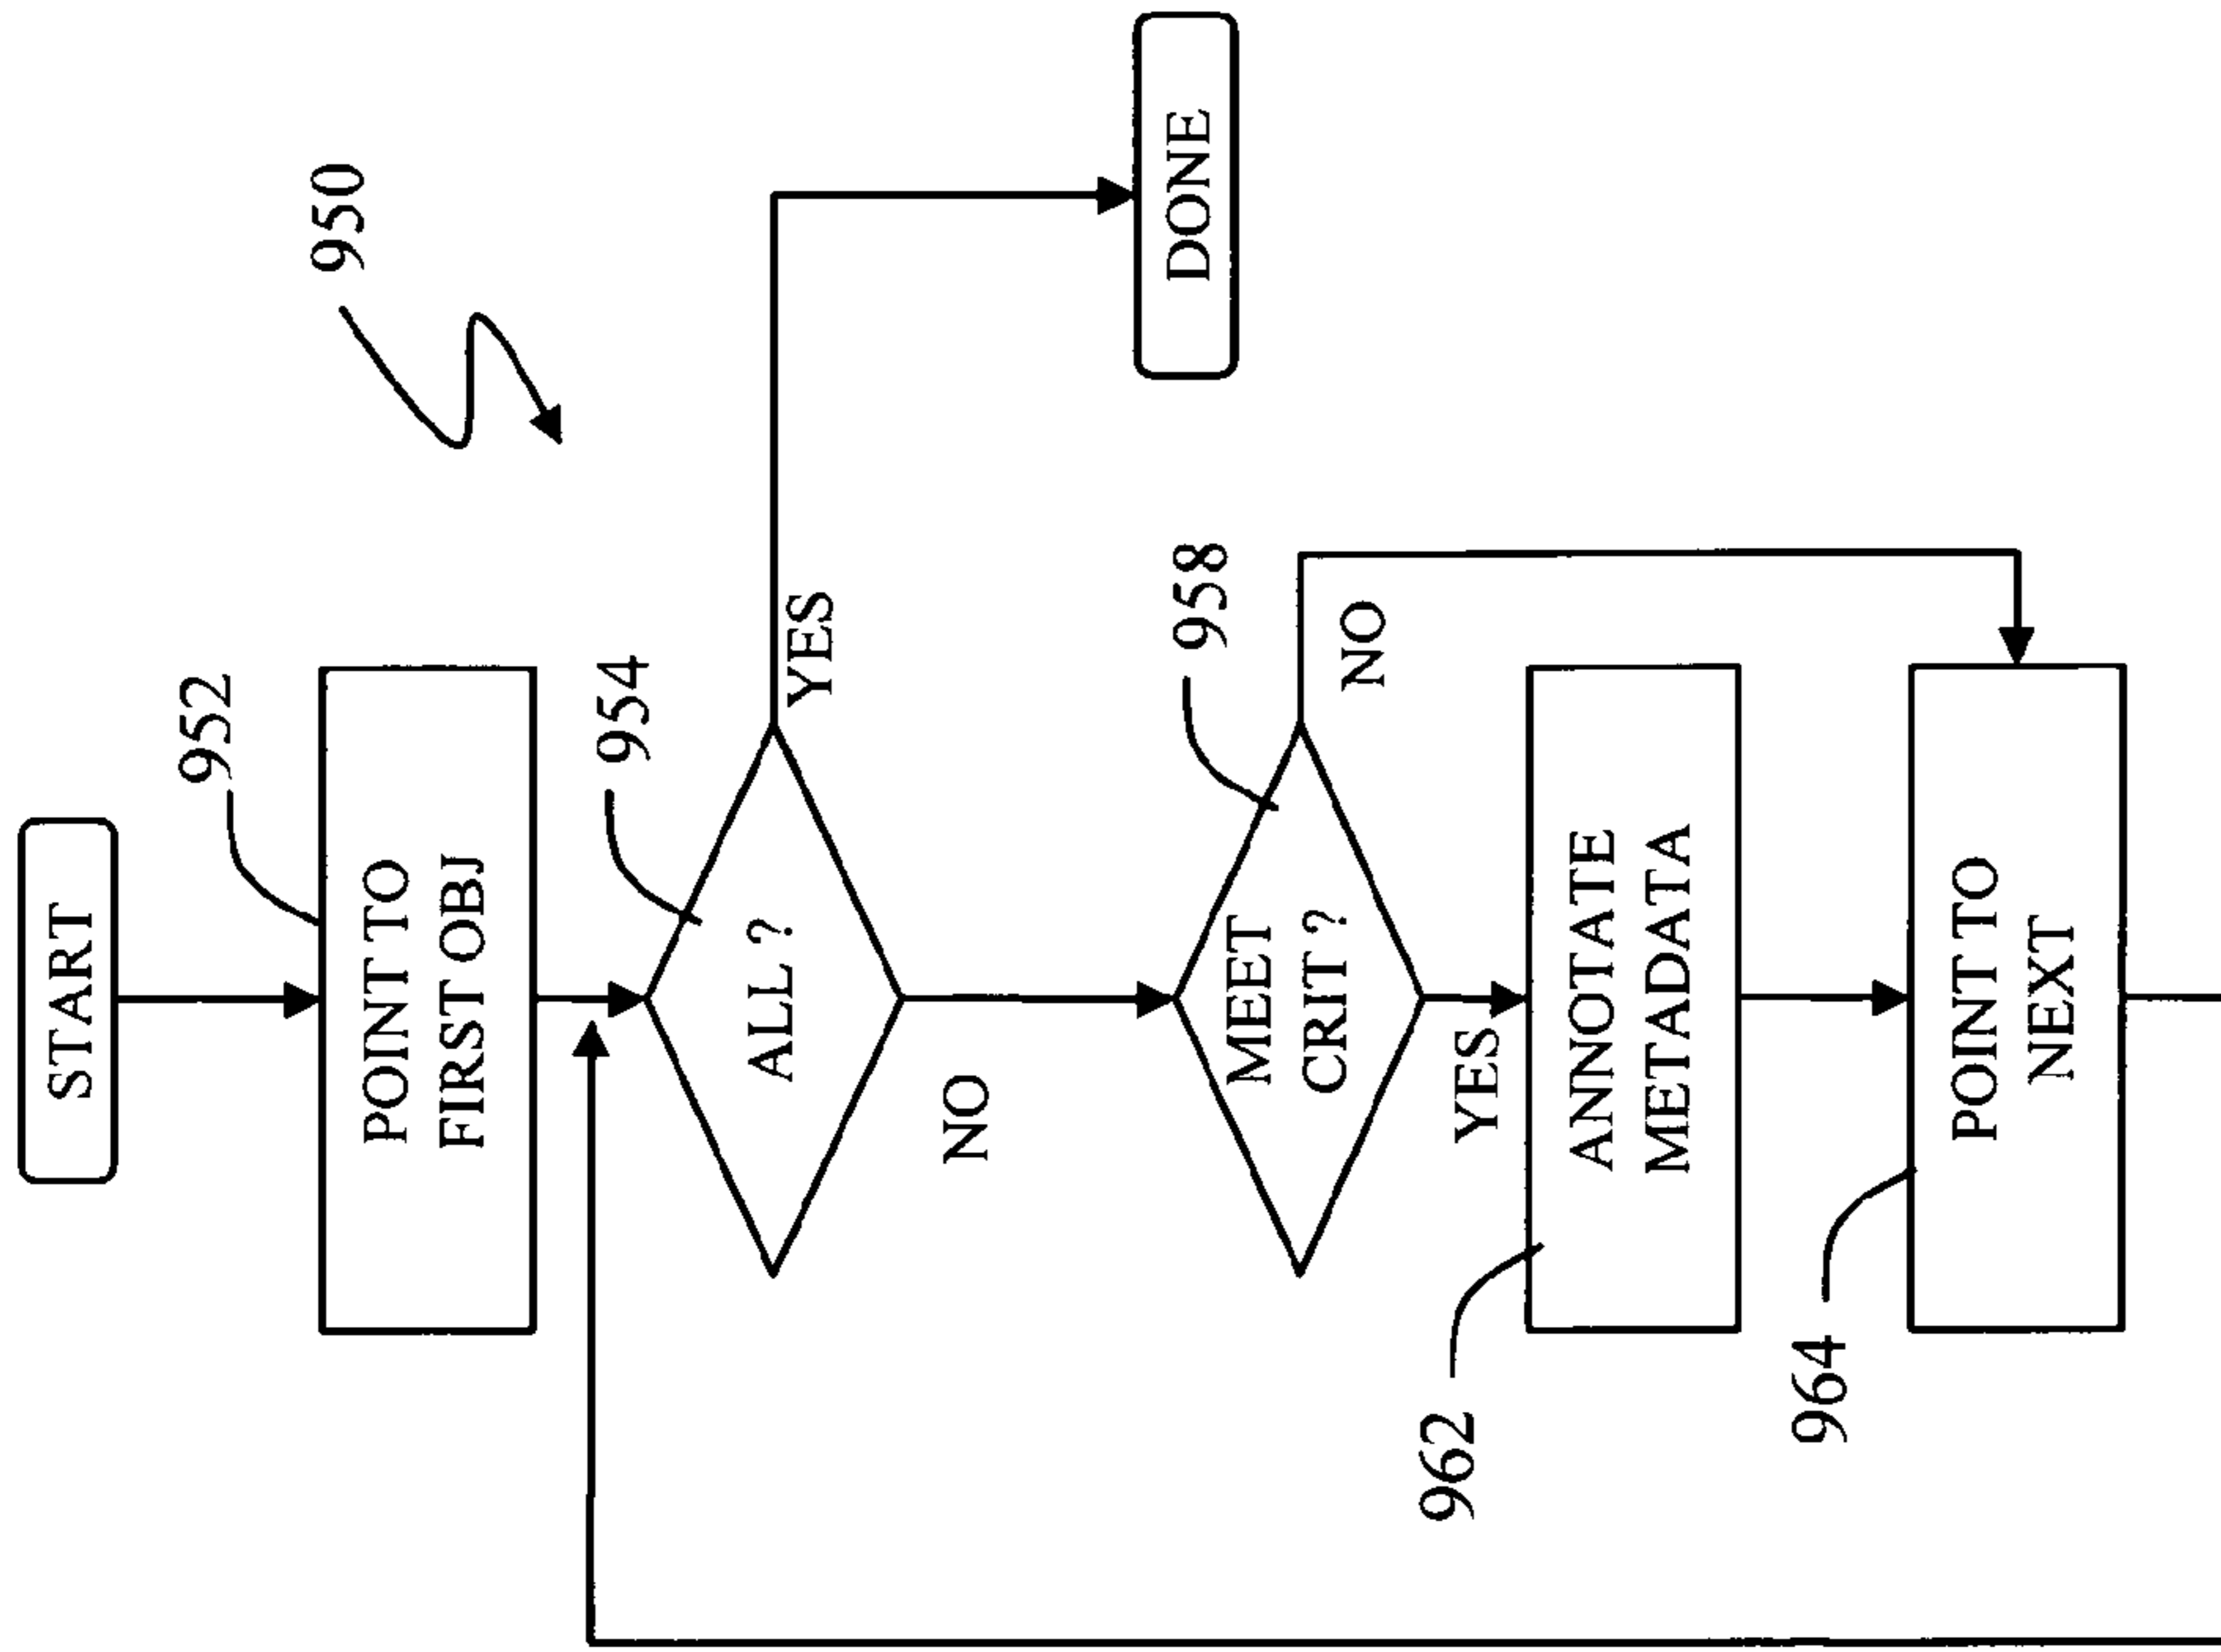 START
952
POINT TO
FIRST OBJ
950
954
ALL ?
YES
NO
DONE
958
MEET
CRIT ?
NO
YES
962
ANNOTATE
METADATA
964
POINT TO
NEXT